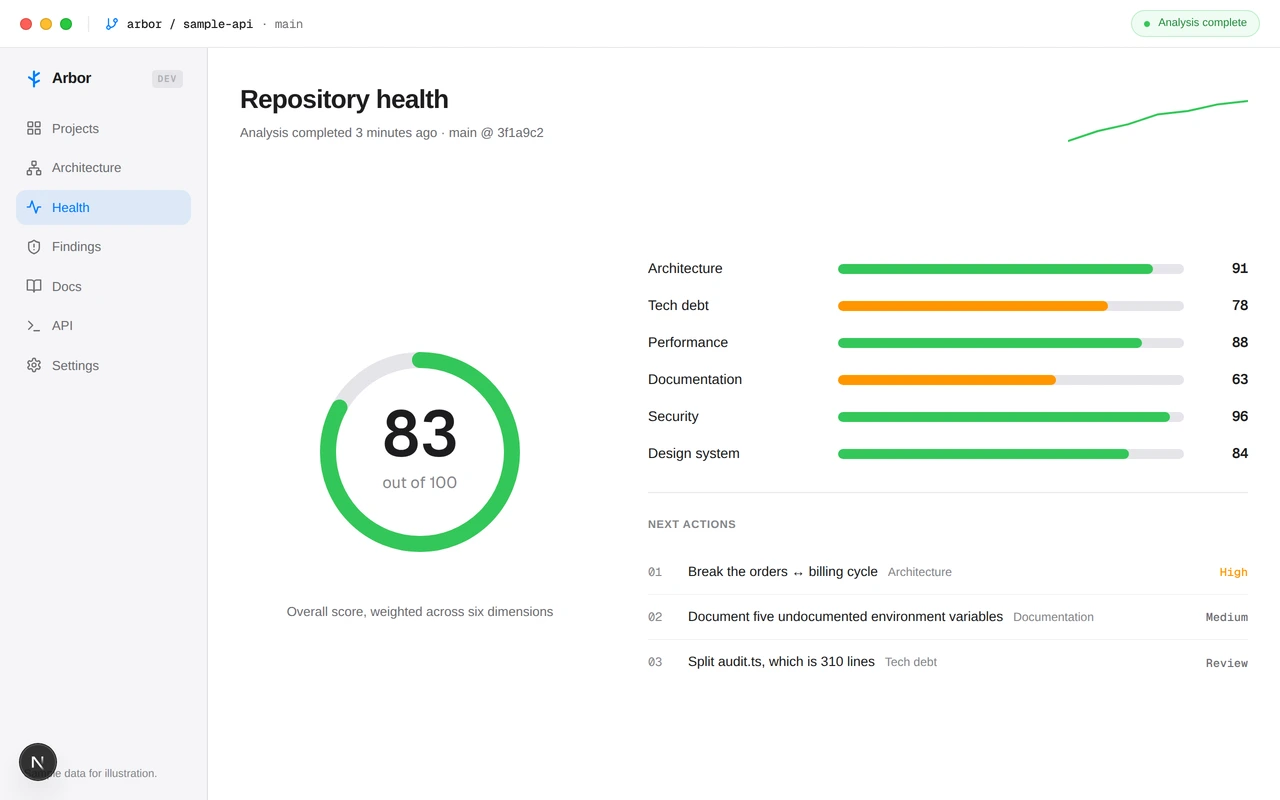 arbor / sample-api · main
Analysis complete
Arbor
DEV
Projects
Architecture
Health
Findings
Docs
API
Settings
data for illustration.
Repository health
Analysis completed 3 minutes ago · main @ 3f1a9c2
83
out of 100
Overall score, weighted across six dimensions
Architecture 91
Tech debt 78
Performance 88
Documentation 63
Security 96
Design system 84
NEXT ACTIONS
01 Break the orders ↔ billing cycle Architecture High
02 Document five undocumented environment variables Documentation Medium
03 Split audit.ts, which is 310 lines Tech debt Review
N